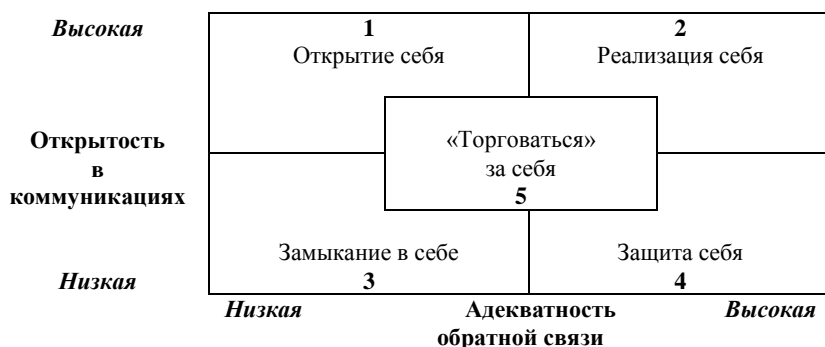 Высокая
1
2
Открытие себя
Реализация себя
Открытость
в
коммуникациях
«Торговаться»
за себя
5
Замыкание в себе
Защита себя
Низкая
3
4
Низкая
Адекватность
обратной связи
Высокая